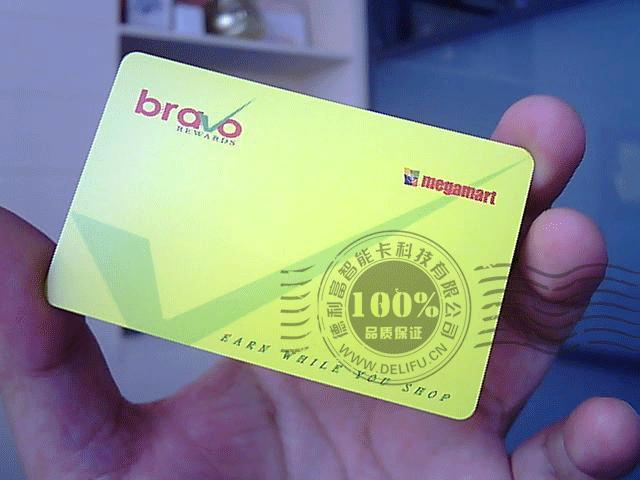 bravo
REWARDS
megamart
德利富智能卡科技有限公司
100%
品质保证
WWW.DELIFU.CN
EARN WHILE YOU SHOP